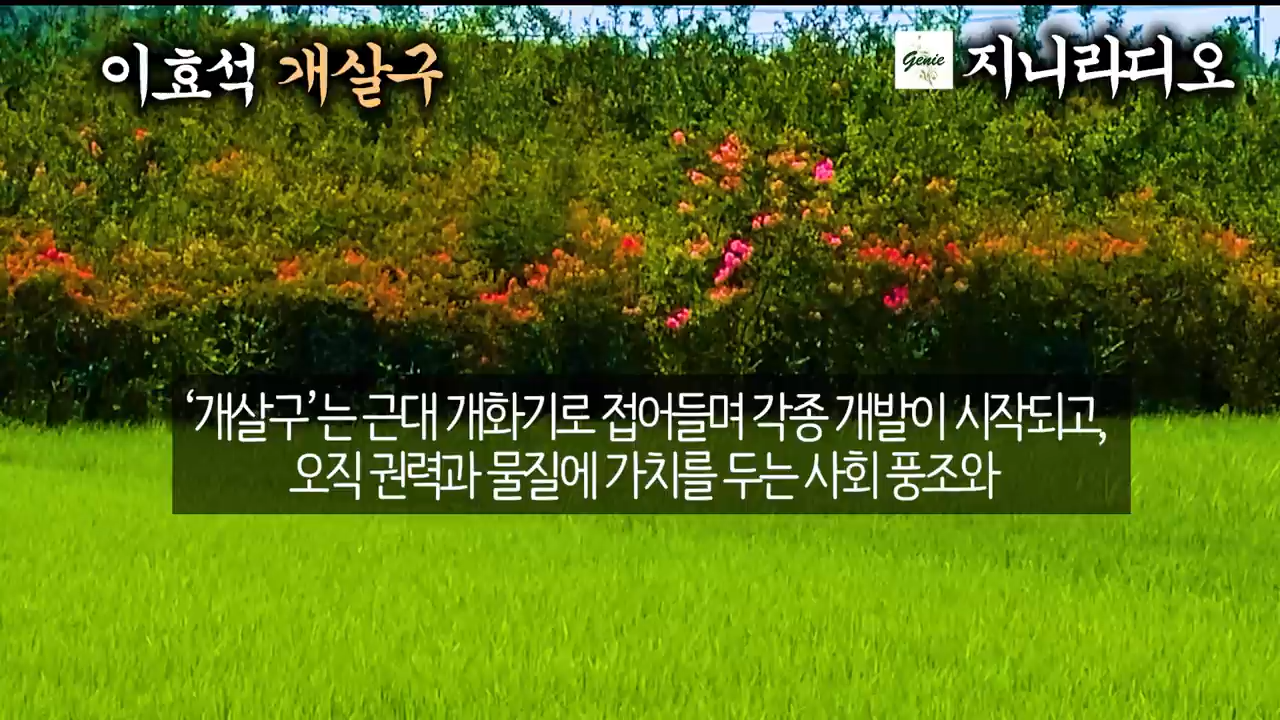 이효석 개살구
Genie 지니라디오
‘개살구’는 근대 개화기로 접어들며 각종 개발이 시작되고,
오직 권력과 물질에 가치를 두는 사회 풍조와